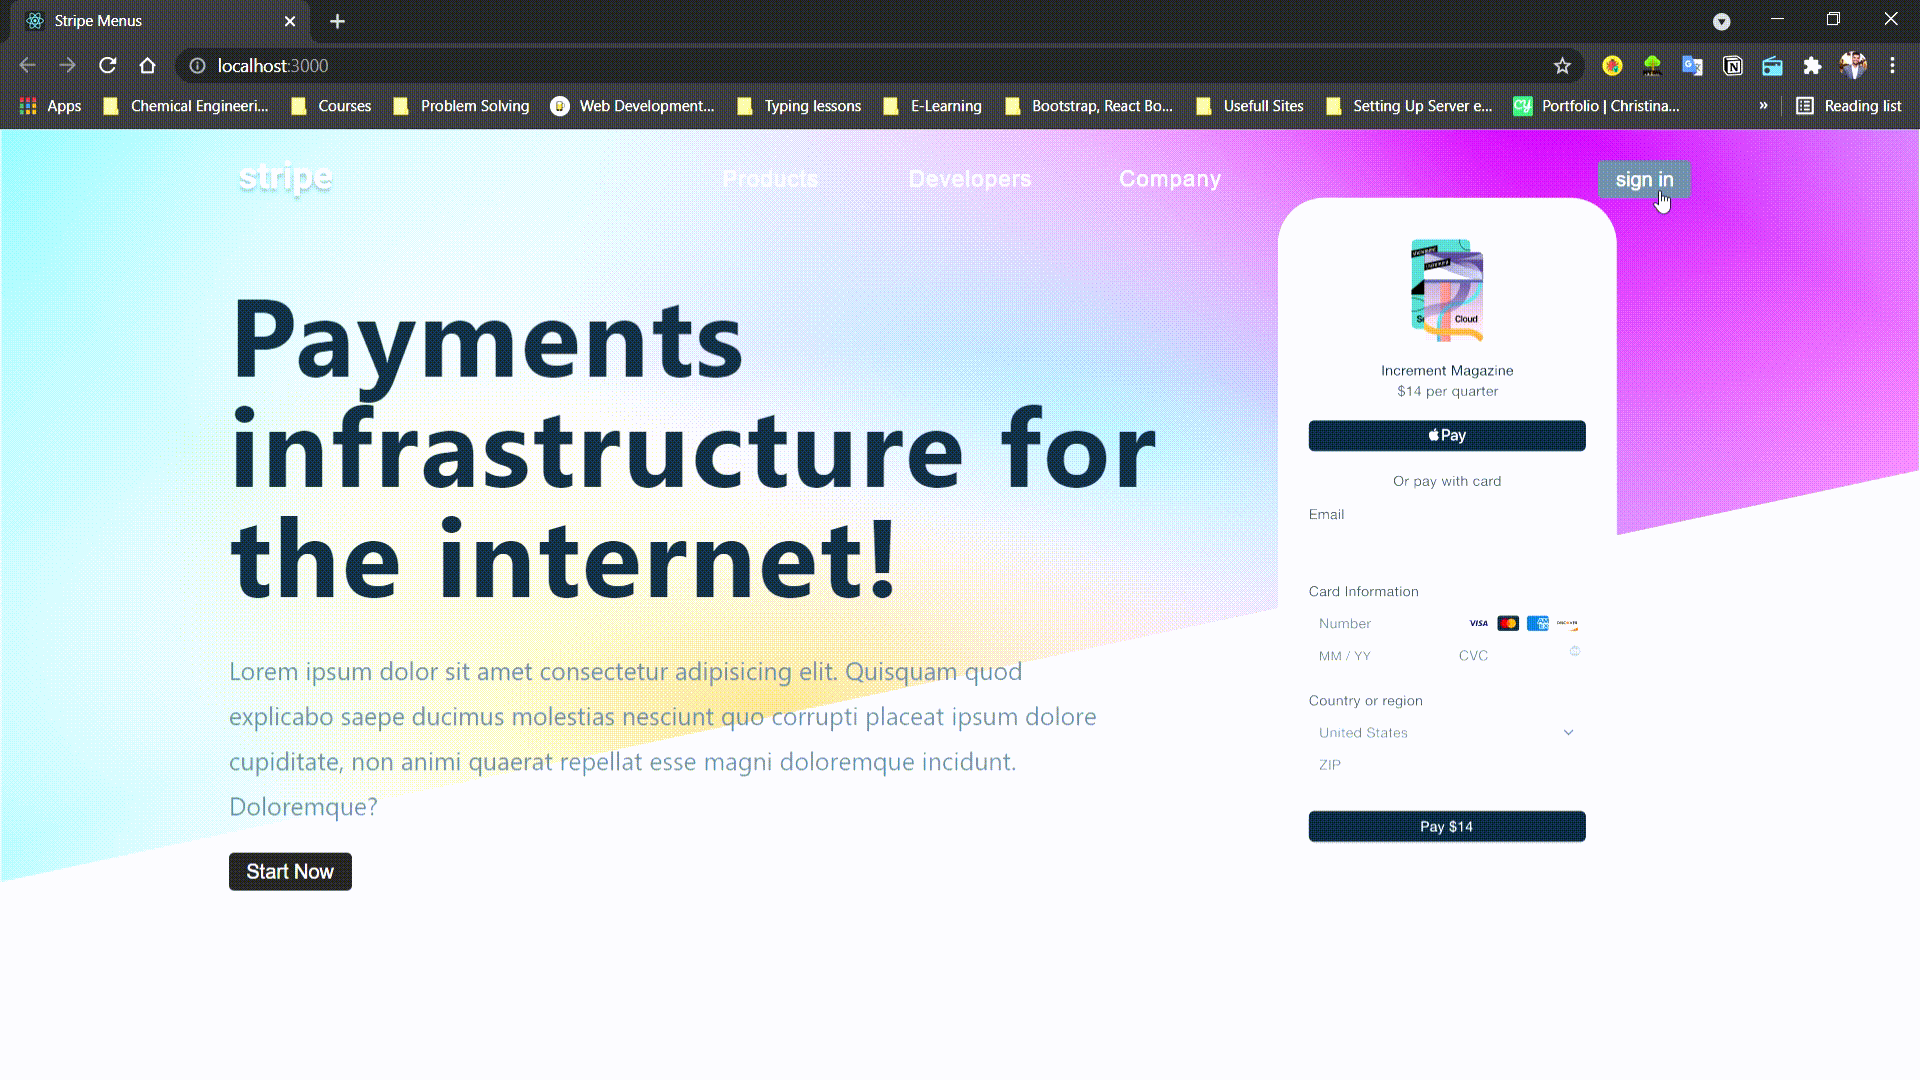 Stripe Menus
localhost:3000
Apps Chemical Engineeri... Courses Problem Solving Web Development... Typing lessons E-Learning Bootstrap, React Bo... Usefull Sites Setting Up Server e... Portfolio | Christina... » Reading list
stripe Products Developers Company sign in
Payments
infrastructure for
the internet!
Lorem ipsum dolor sit amet consectetur adipisicing elit. Quisquam quod
explicabo saepe ducimus molestias nesciunt quo corrupti placeat ipsum dolore
cupiditate, non animi quaerat repellat esse magni doloremque incidunt.
Doloremque?
Start Now
Cloud
Increment Magazine
$14 per quarter
Pay
Or pay with card
Email
Card Information
Number VISA
MM / YY CVC
Country or region
United States
ZIP
Pay $14